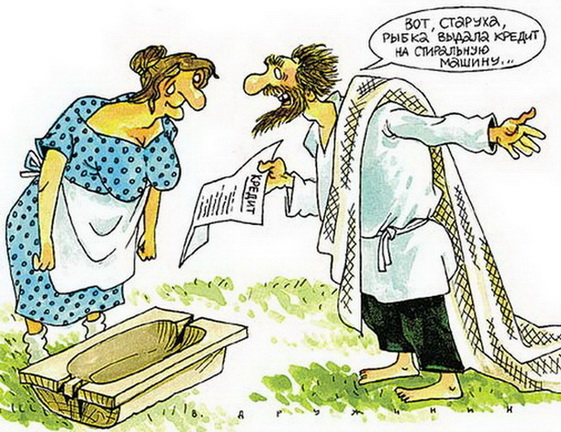 ВОТ, СТАРУХА,
РЫБКА ВЫДАЛА КРЕДИТ
НА СТИРАЛЬНУЮ
МАШИНУ...
КРЕДИТ
В. ДРУЖИНИН